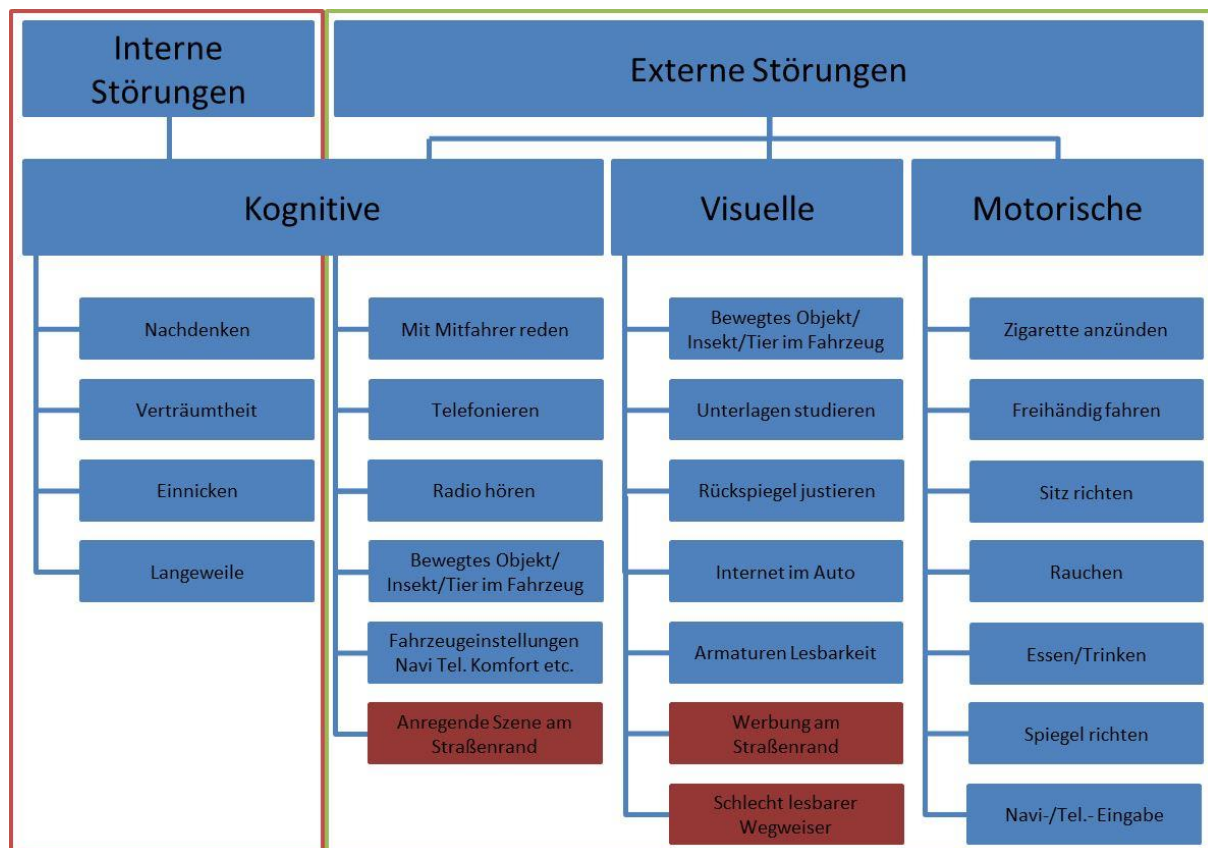 Interne
Störungen
Externe Störungen
Kognitive
Visuelle
Motorische
Nachdenken
Verträumtheit
Einnicken
Langeweile
Mit Mitfahrer reden
Telefonieren
Radio hören
Bewegtes Objekt/
Insekt/Tier im Fahrzeug
Fahrzeugeinstellungen
Navi Tel. Komfort etc.
Anregende Szene am
Straßenrand
Bewegtes Objekt/
Insekt/Tier im Fahrzeug
Unterlagen studieren
Rückspiegel justieren
Internet im Auto
Armaturen Lesbarkeit
Werbung am
Straßenrand
Schlecht lesbarer
Wegweiser
Zigarette anzünden
Freihändig fahren
Sitz richten
Rauchen
Essen/Trinken
Spiegel richten
Navi-/Tel.- Eingabe